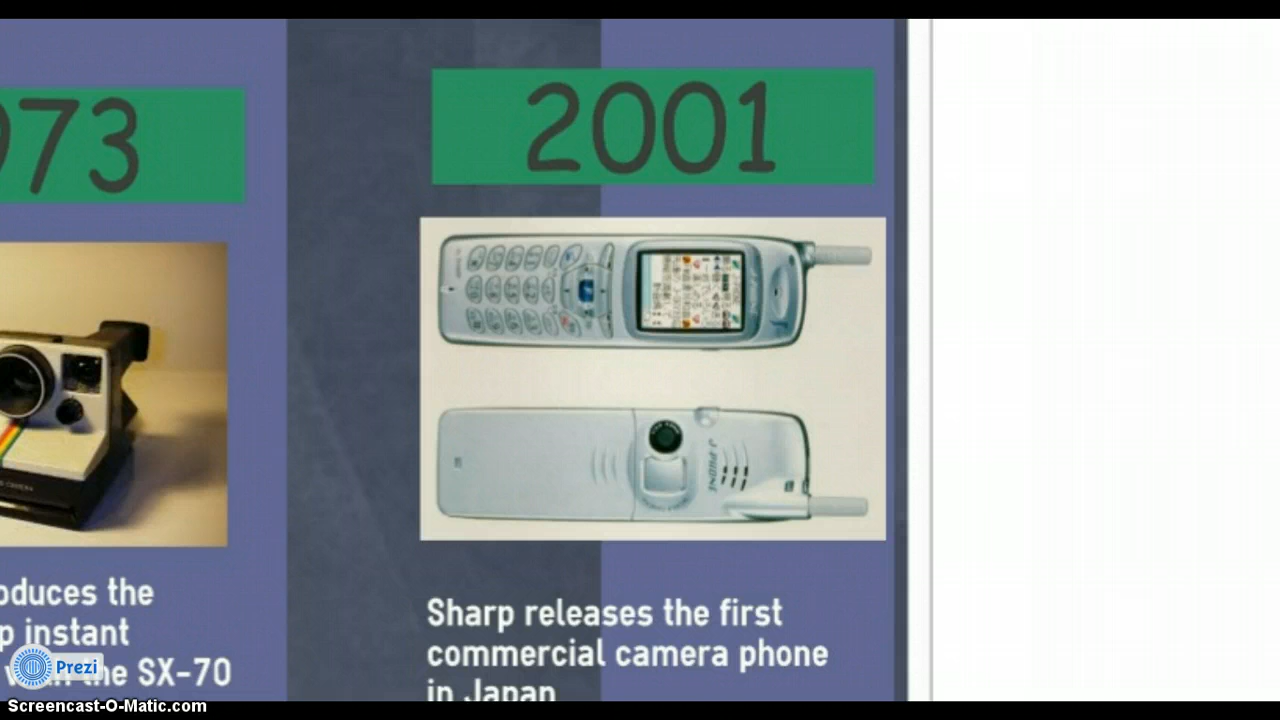 973
2001
oduces the
p instant
the SX-70
Sharp releases the first
commercial camera phone
in Japan
J-PHONE
Prezi
Screencast-O-Matic.com